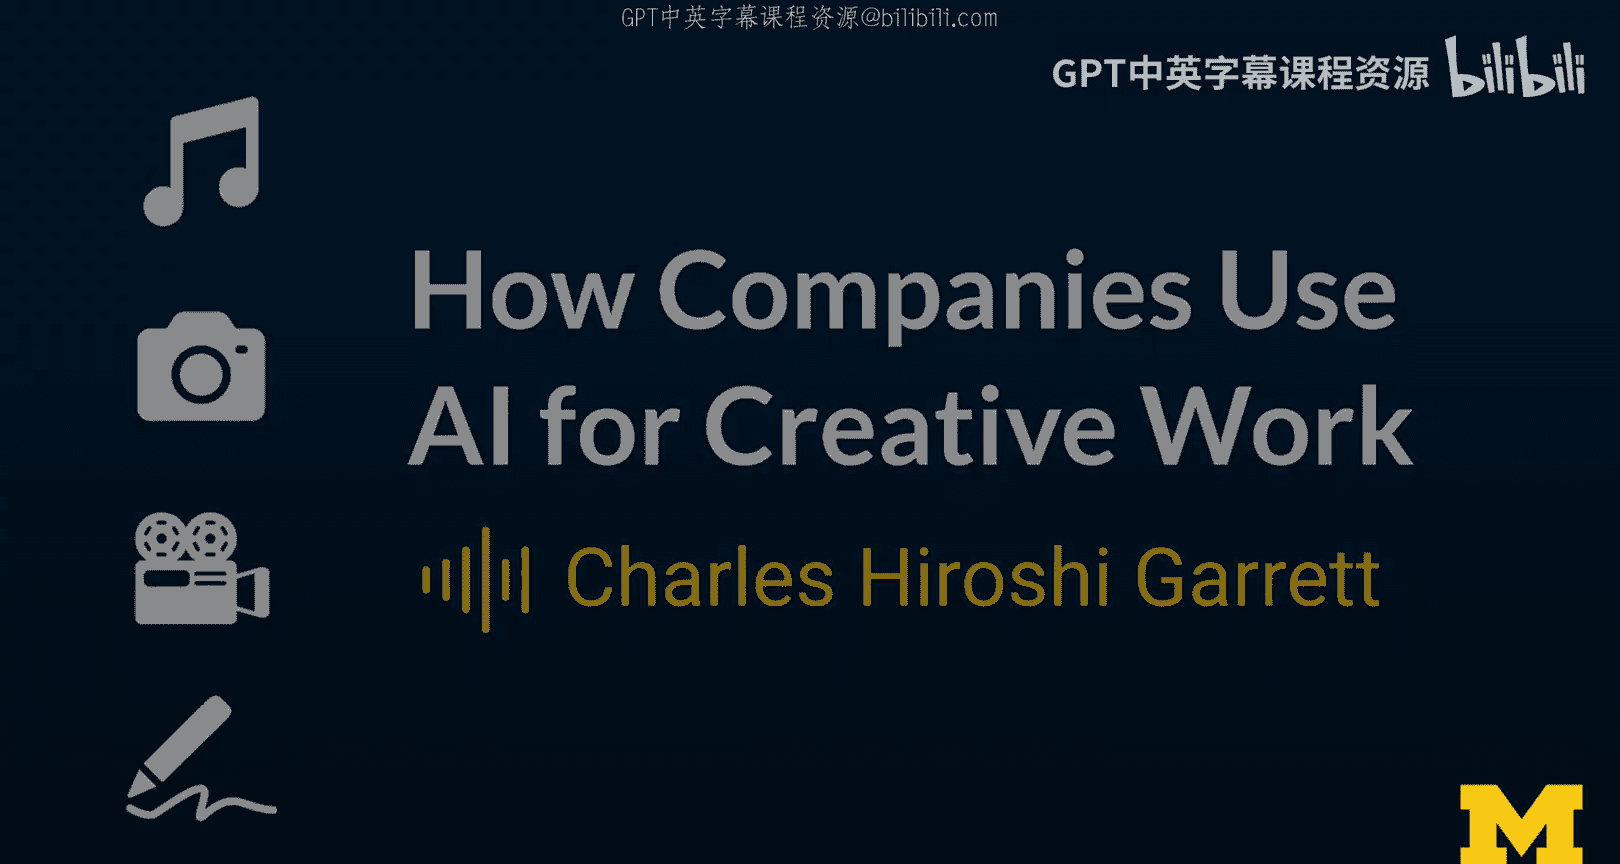 GPT中英字幕课程资源@bilibili.com
GPT中英字幕课程资源 bilibili
How Companies Use
AI for Creative Work
Charles Hiroshi Garrett
M